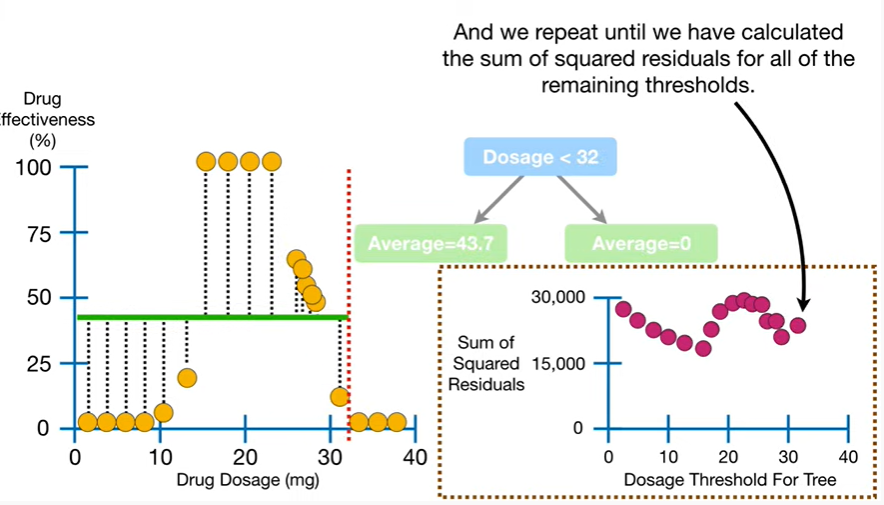 And we repeat until we have calculated
the sum of squared residuals for all of the
remaining thresholds.
Drug
ffectiveness
(%)
100
75
50
25
0
0
10
20
30
40
Drug Dosage (mg)
Dosage < 32
Average=43.7
Average=0
Sum of
Squared
Residuals
30,000
15,000
0
0
10
20
30
40
Dosage Threshold For Tree